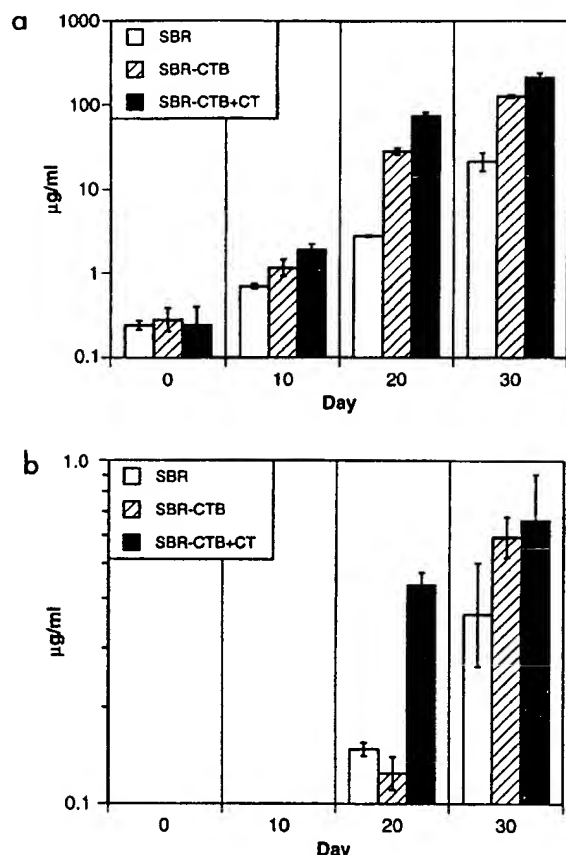 a
1000
SBR
SBR-CTB
SBR-CTB+CT
100
10
1
0.1
µg/ml
0 10 20 30
Day
b
1.0
SBR
SBR-CTB
SBR-CTB+CT
µg/ml
0.1
0 10 20 30
Day